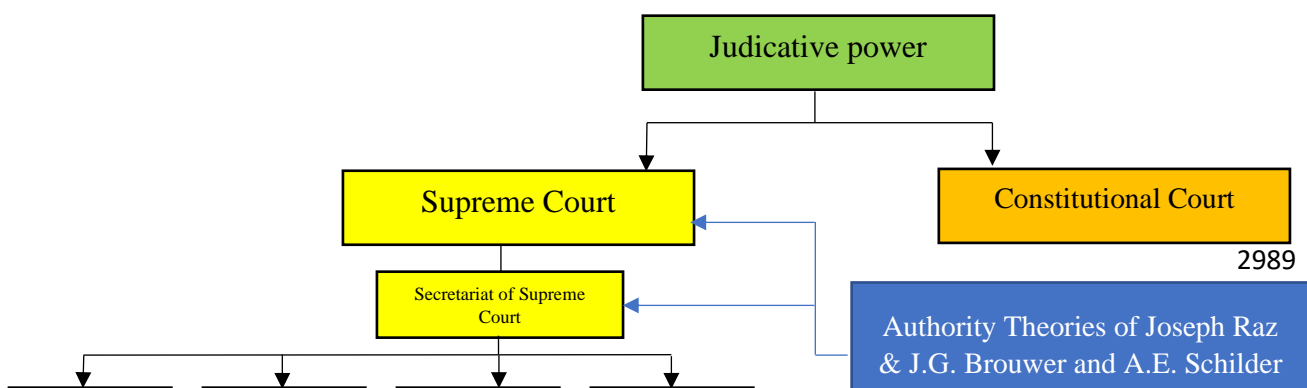 Judicative power
Supreme Court
Constitutional Court
2989
Secretariat of Supreme
Court
Authority Theories of Joseph Raz
& J.G. Brouwer and A.E. Schilder